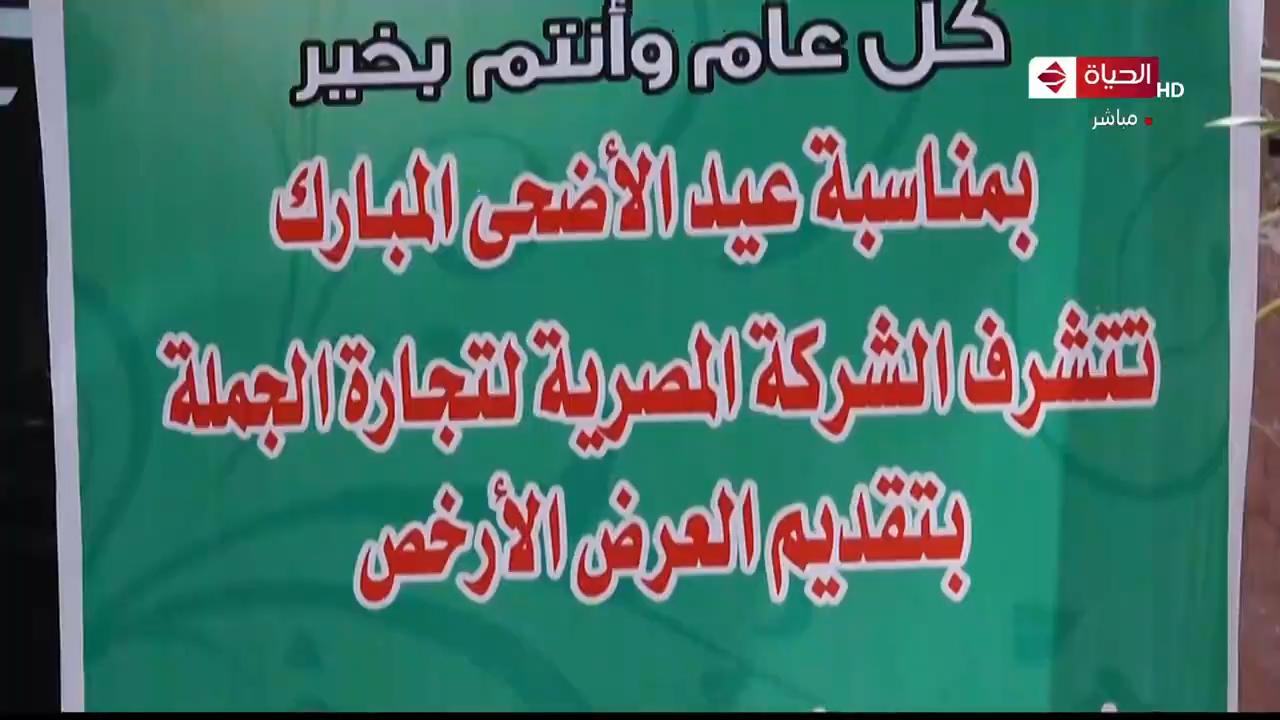 كل عام وأنتم بخير
بمناسبة عيد الأضحى المبارك
تتشرف الشركة المصرية لتجارة الجملة
بتقديم العرض الأرخص
الحياة HD
مباشر